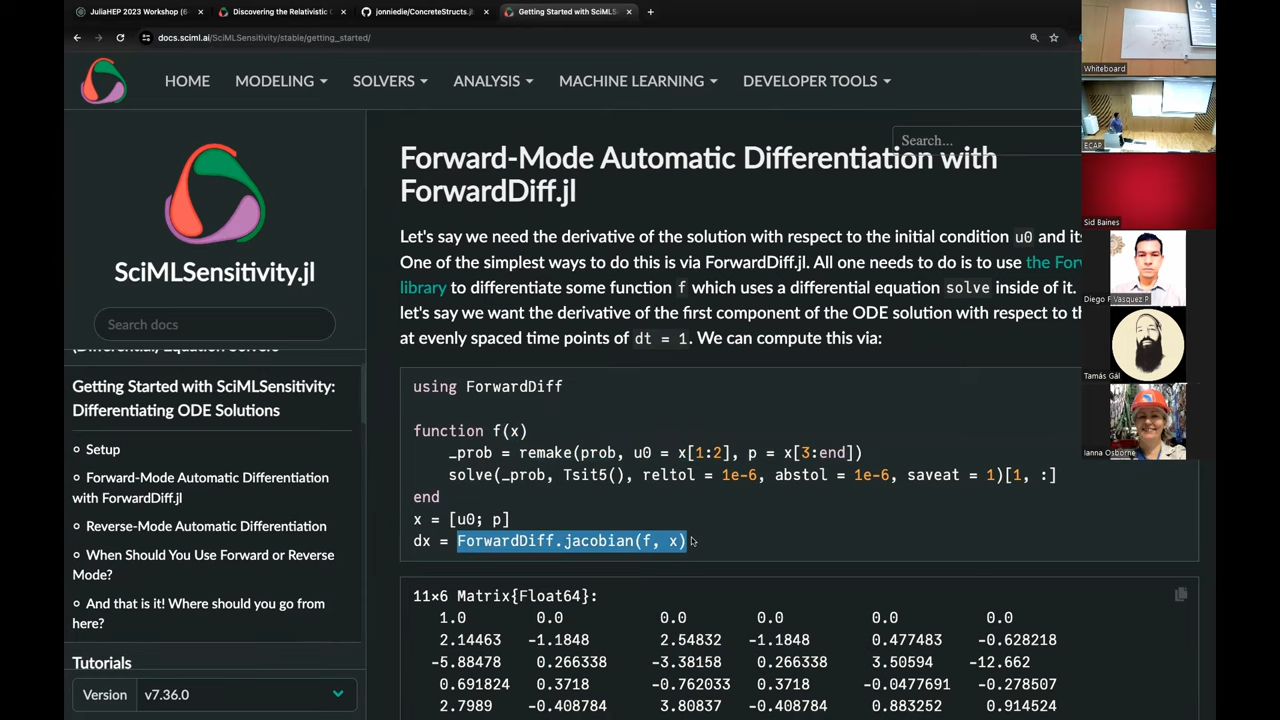 JuliaHEP 2023 Workshop (6-
Discovering the Relativistic (
jonniedie/ConcreteStructs.jl
Getting Started with SciMLS
docs.sciml.ai/SciMLSensitivity/stable/getting_started/
HOME
MODELING
ANALYSIS
MACHINE LEARNING
DEVELOPER TOOLS
Search...
SciMLSensitivity.jl
Search docs
Getting Started with SciMLSensitivity:
Differentiating ODE Solutions
Setup
Forward-Mode Automatic Differentiation
with ForwardDiff.jl
Reverse-Mode Automatic Differentiation
When Should You Use Forward or Reverse
Mode?
And that is it! Where should you go from
here?
Tutorials
Version
v7.36.0
Forward-Mode Automatic Differentiation with
ForwardDiff.jl
Let's say we need the derivative of the solution with respect to the initial condition u0 and its
One of the simplest ways to do this is via ForwardDiff.jl. All one needs to do is to use the For
library to differentiate some function f which uses a differential equation solve inside of it.
let's say we want the derivative of the first component of the ODE solution with respect to th
at evenly spaced time points of dt = 1. We can compute this via:
using ForwardDiff
function f(x)
_prob = remake(prob, u0 = x[1:2], p = x[3:end])
solve(_prob, Tsit5(), reltol = 1e-6, abstol = 1e-6, saveat = 1)[1, :]
end
x = [u0; p]
dx = ForwardDiff.jacobian(f, x)
11×6 Matrix{Float64}:
1.0 0.0 0.0 0.0 0.0 0.0
2.14463 -1.1848 2.54832 -1.1848 0.477483 -0.628218
-5.88478 0.266338 -3.38158 0.266338 3.50594 -12.662
0.691824 0.3718 -0.762033 0.3718 -0.0477691 -0.278507
2.7989 -0.408784 3.80837 -0.408784 0.883252 0.914524
Whiteboard
ECAP
Sid Baines
Diego F Vasquez P.
Tamás Gál
Ianna Osborne